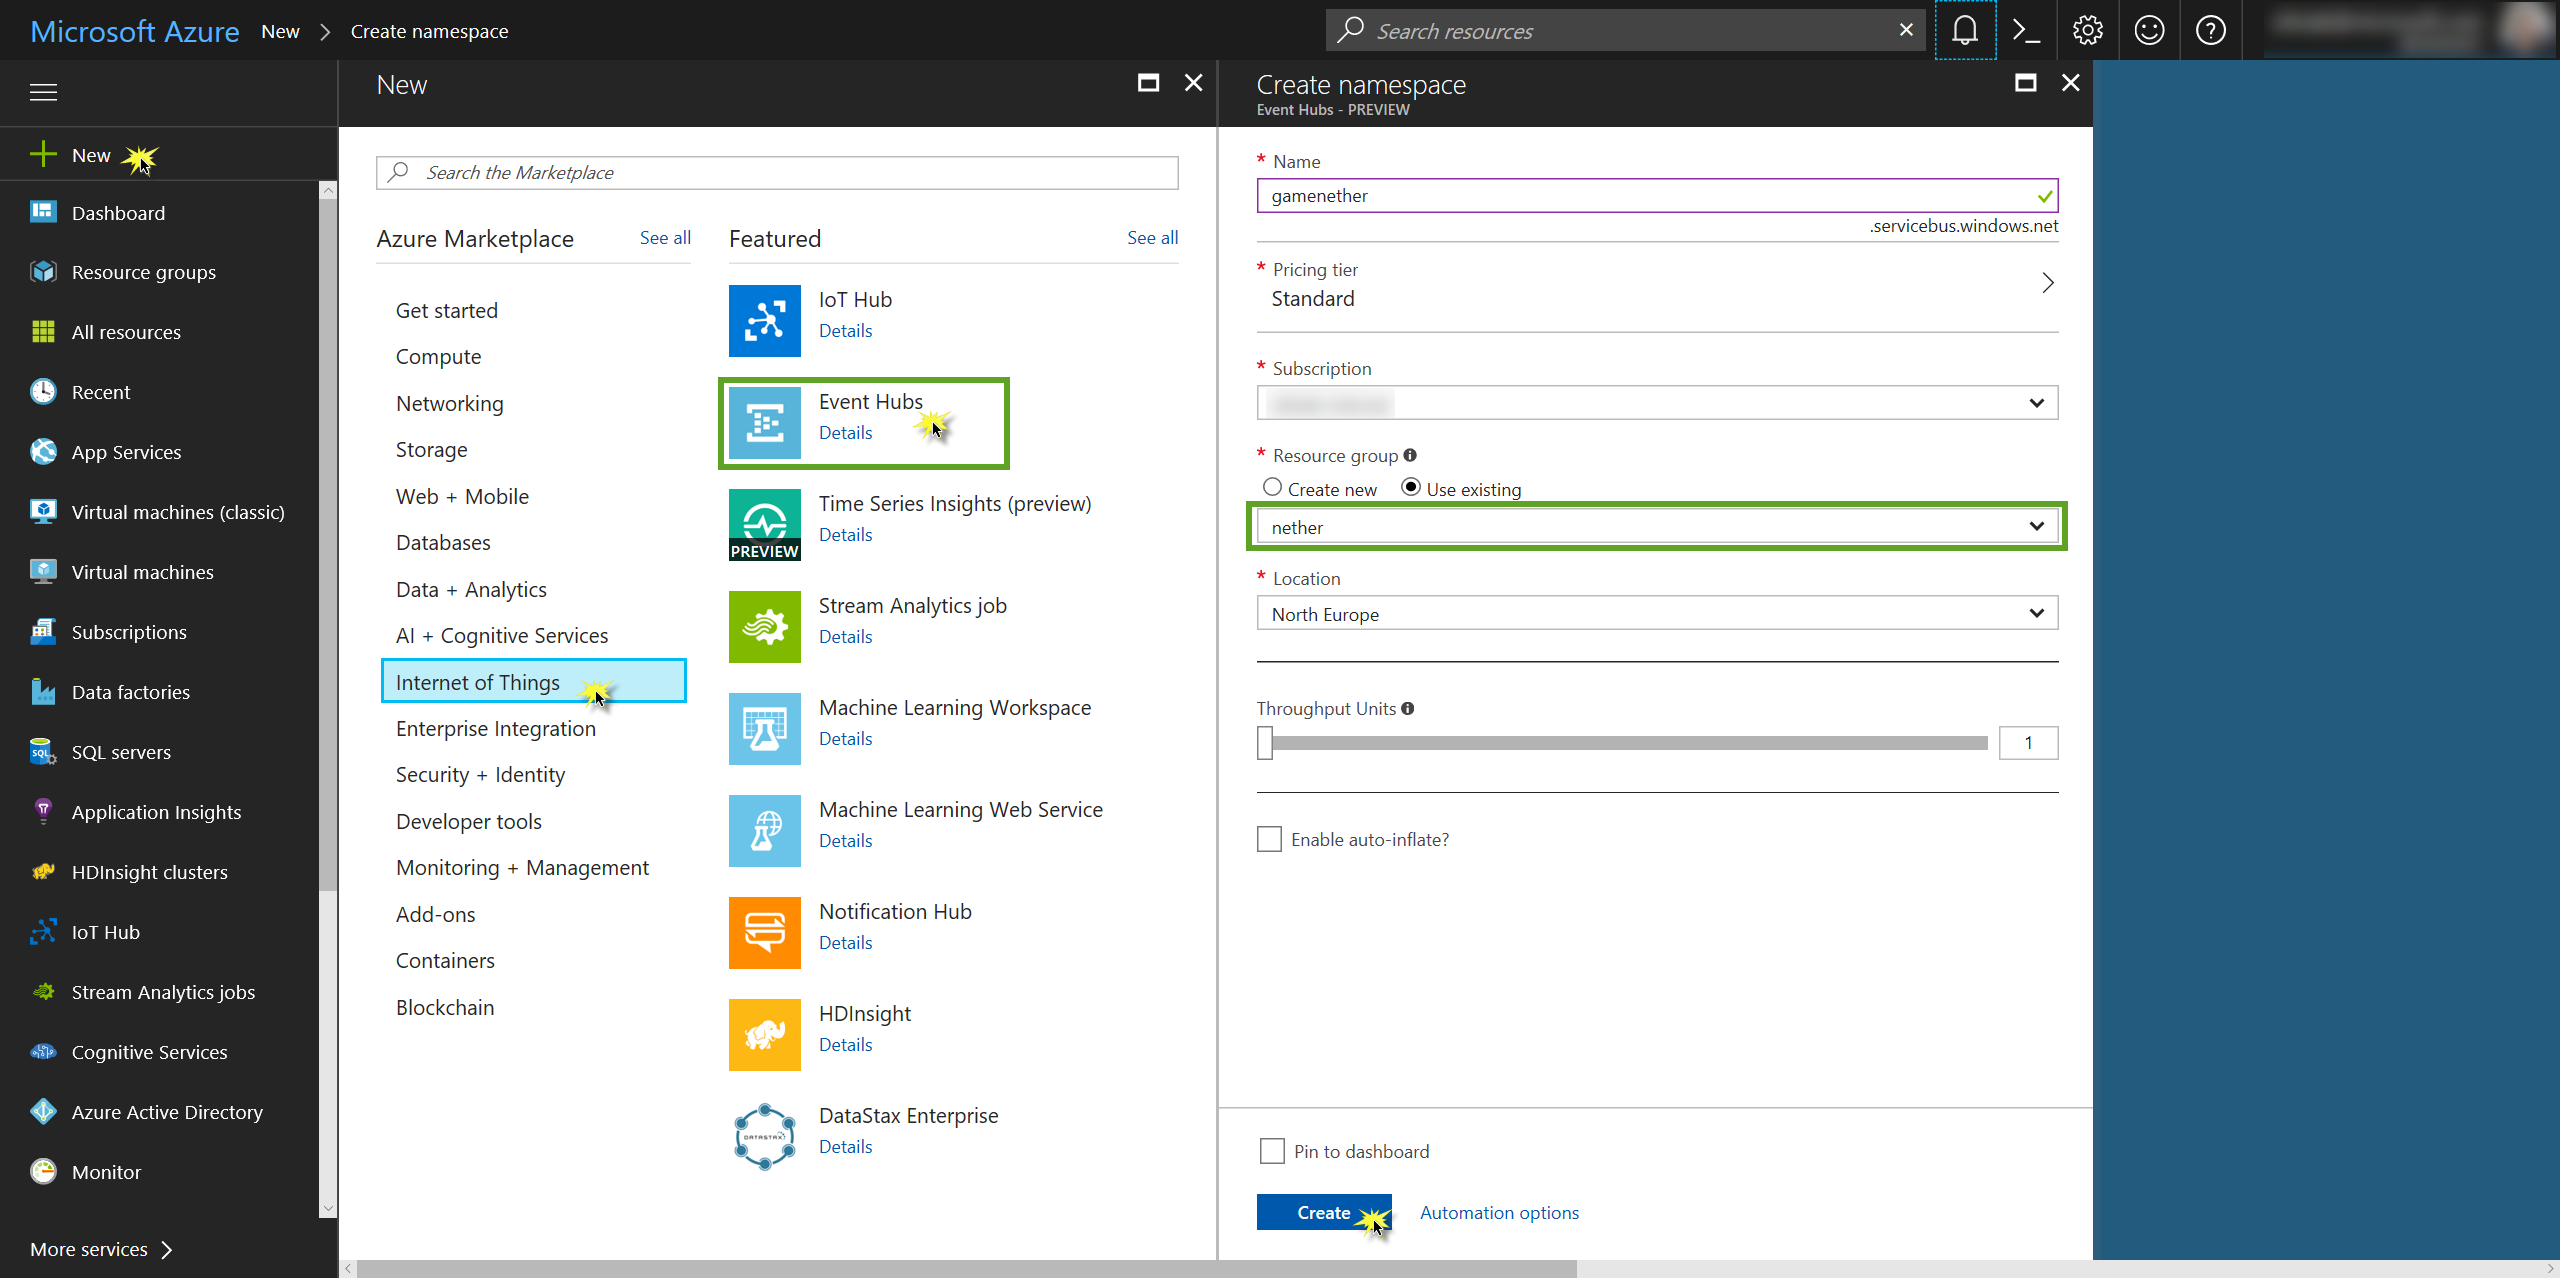 Microsoft Azure New Create namespace
Search resources
New
Dashboard
Resource groups
All resources
Recent
App Services
Virtual machines (classic)
Virtual machines
Subscriptions
Data factories
SQL servers
Application Insights
HDInsight clusters
IoT Hub
Stream Analytics jobs
Cognitive Services
Azure Active Directory
Monitor
More services
New
Search the Marketplace
Azure Marketplace See all
Get started
Compute
Networking
Storage
Web + Mobile
Databases
Data + Analytics
AI + Cognitive Services
Internet of Things
Enterprise Integration
Security + Identity
Developer tools
Monitoring + Management
Add-ons
Containers
Blockchain
Featured See all
IoT Hub
Details
Event Hubs
Details
Time Series Insights (preview)
Details
PREVIEW
Stream Analytics job
Details
Machine Learning Workspace
Details
Machine Learning Web Service
Details
Notification Hub
Details
HDInsight
Details
DataStax Enterprise
Details
DATASTAX
Create namespace
Event Hubs - PREVIEW
* Name
gamenether
.servicebus.windows.net
* Pricing tier
Standard
* Subscription
* Resource group
Create new Use existing
nether
* Location
North Europe
Throughput Units
1
Enable auto-inflate?
Pin to dashboard
Create Automation options